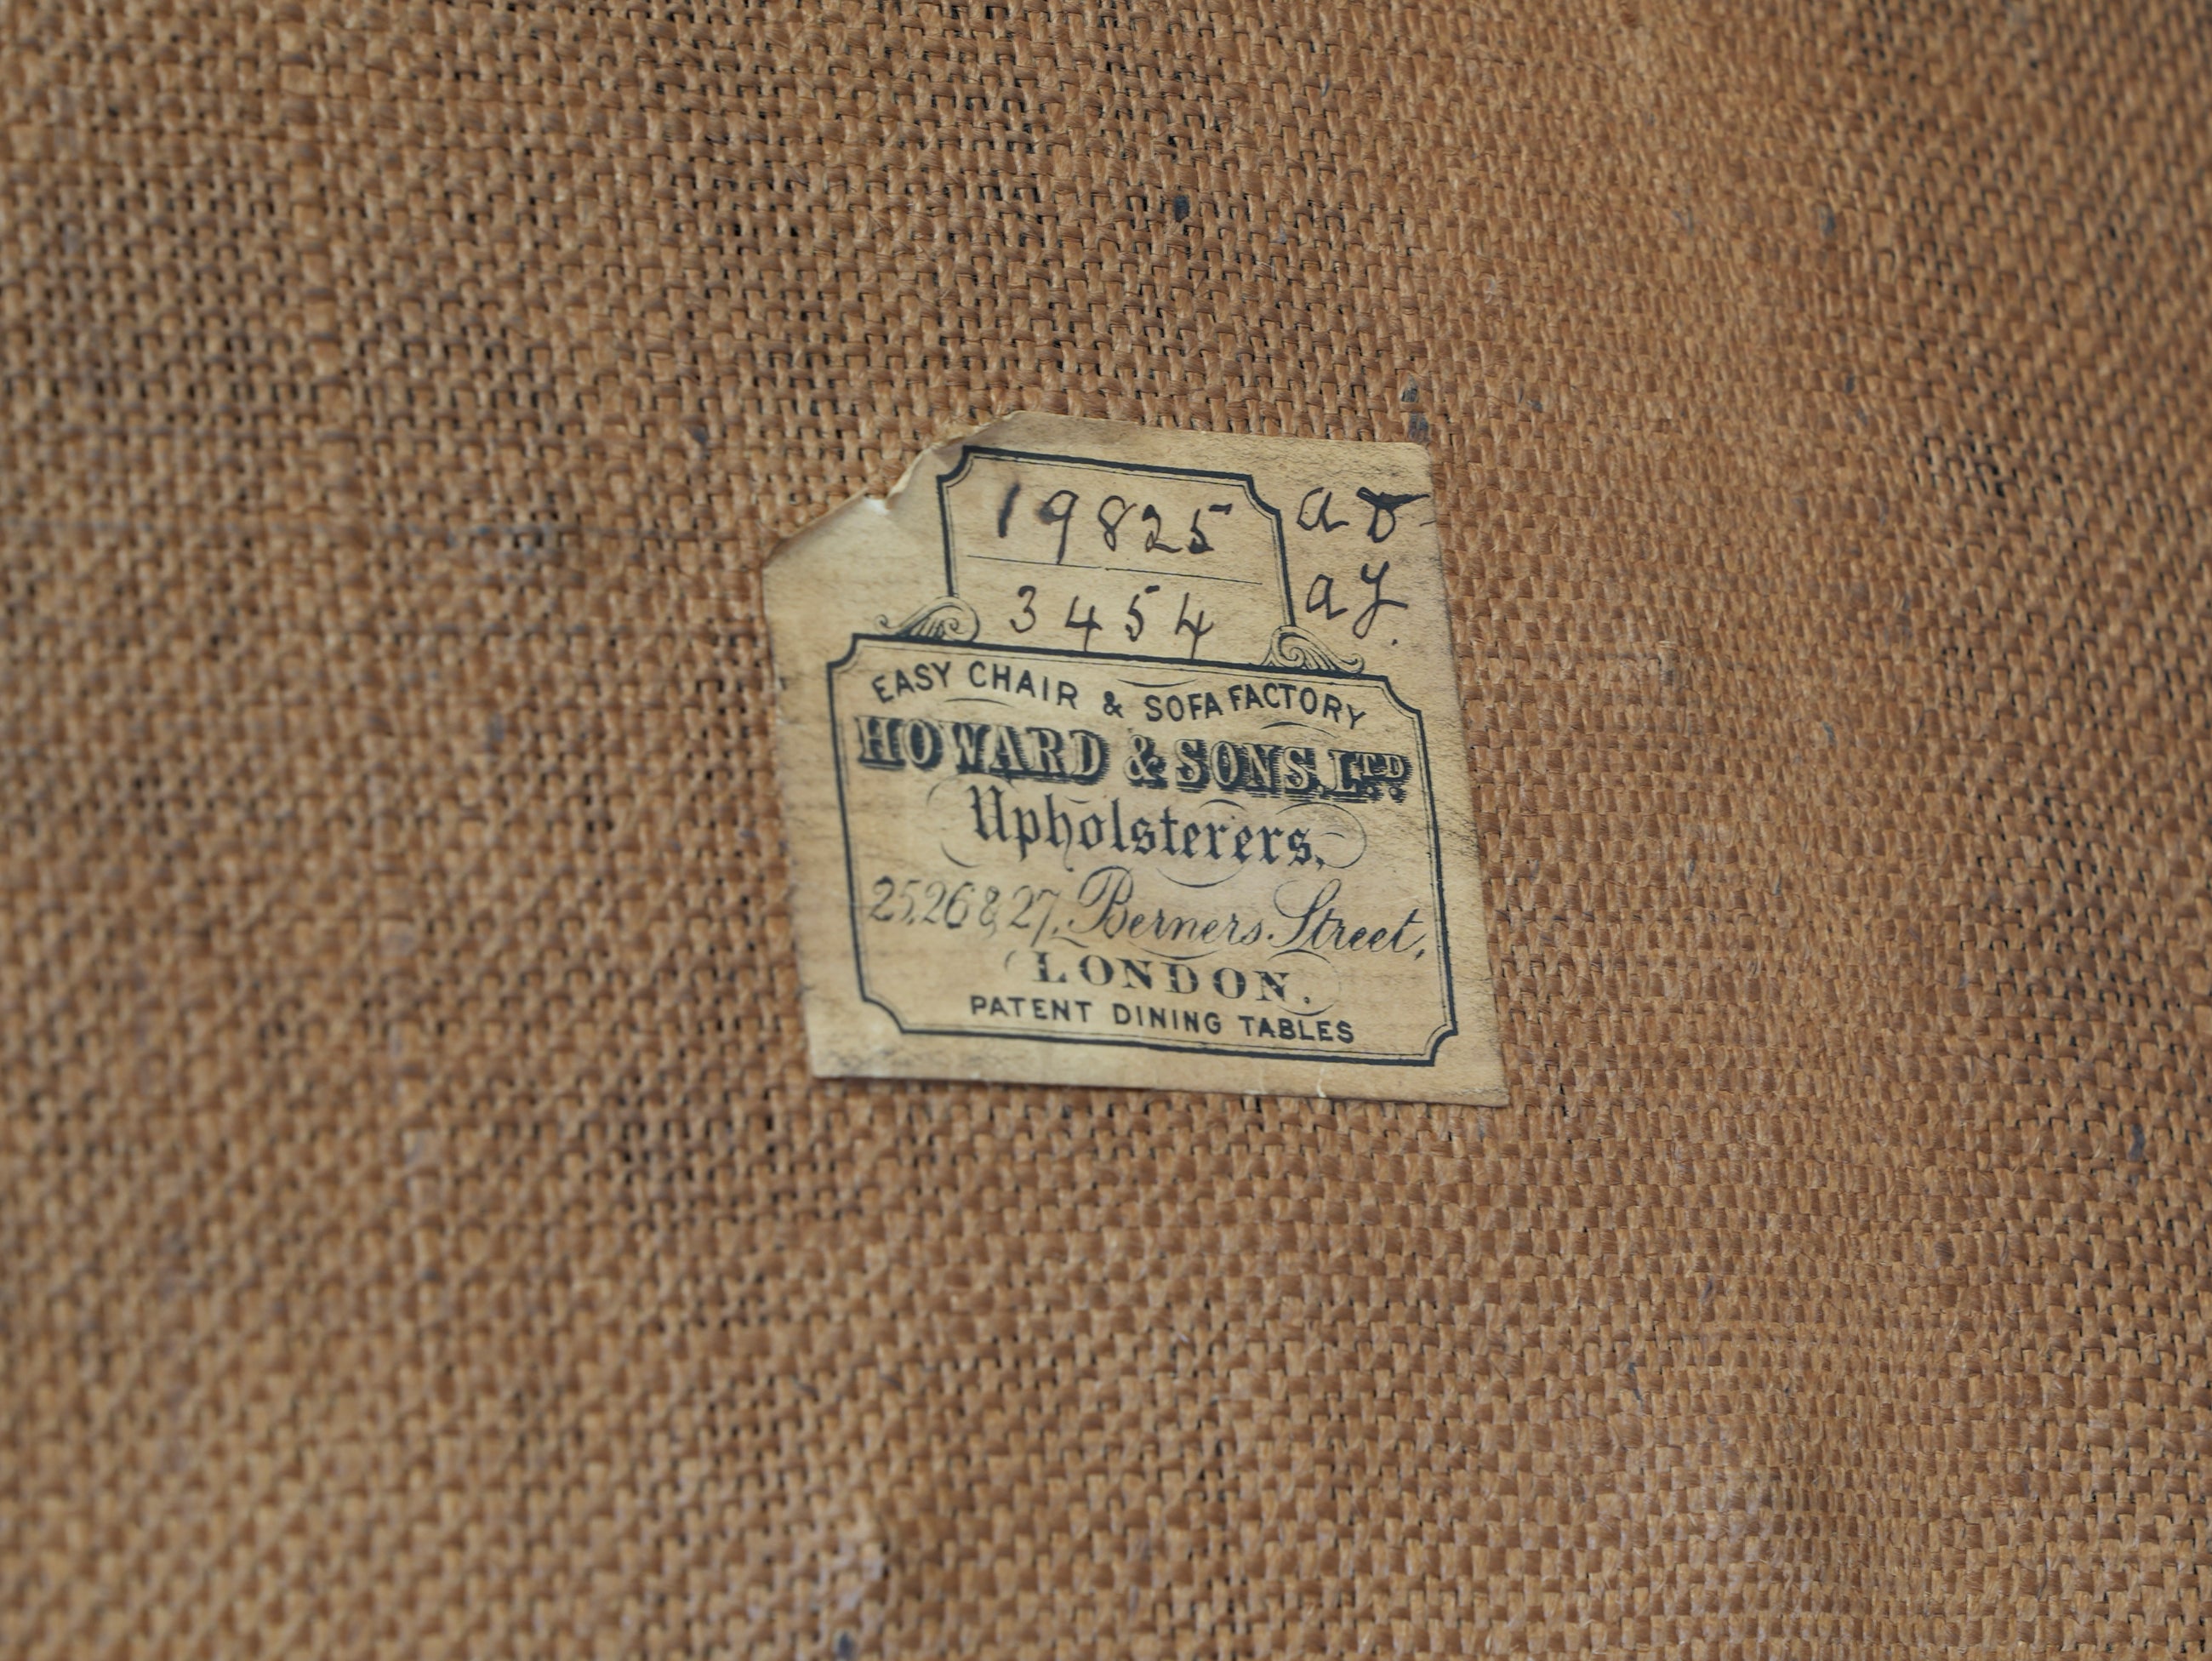 19825
3454 ay.
EASY CHAIR & SOFA FACTORY
HOWARD & SONS, LTD.
Upholsterers,
25, 26 & 27, Berners Street,
LONDON.
PATENT DINING TABLES